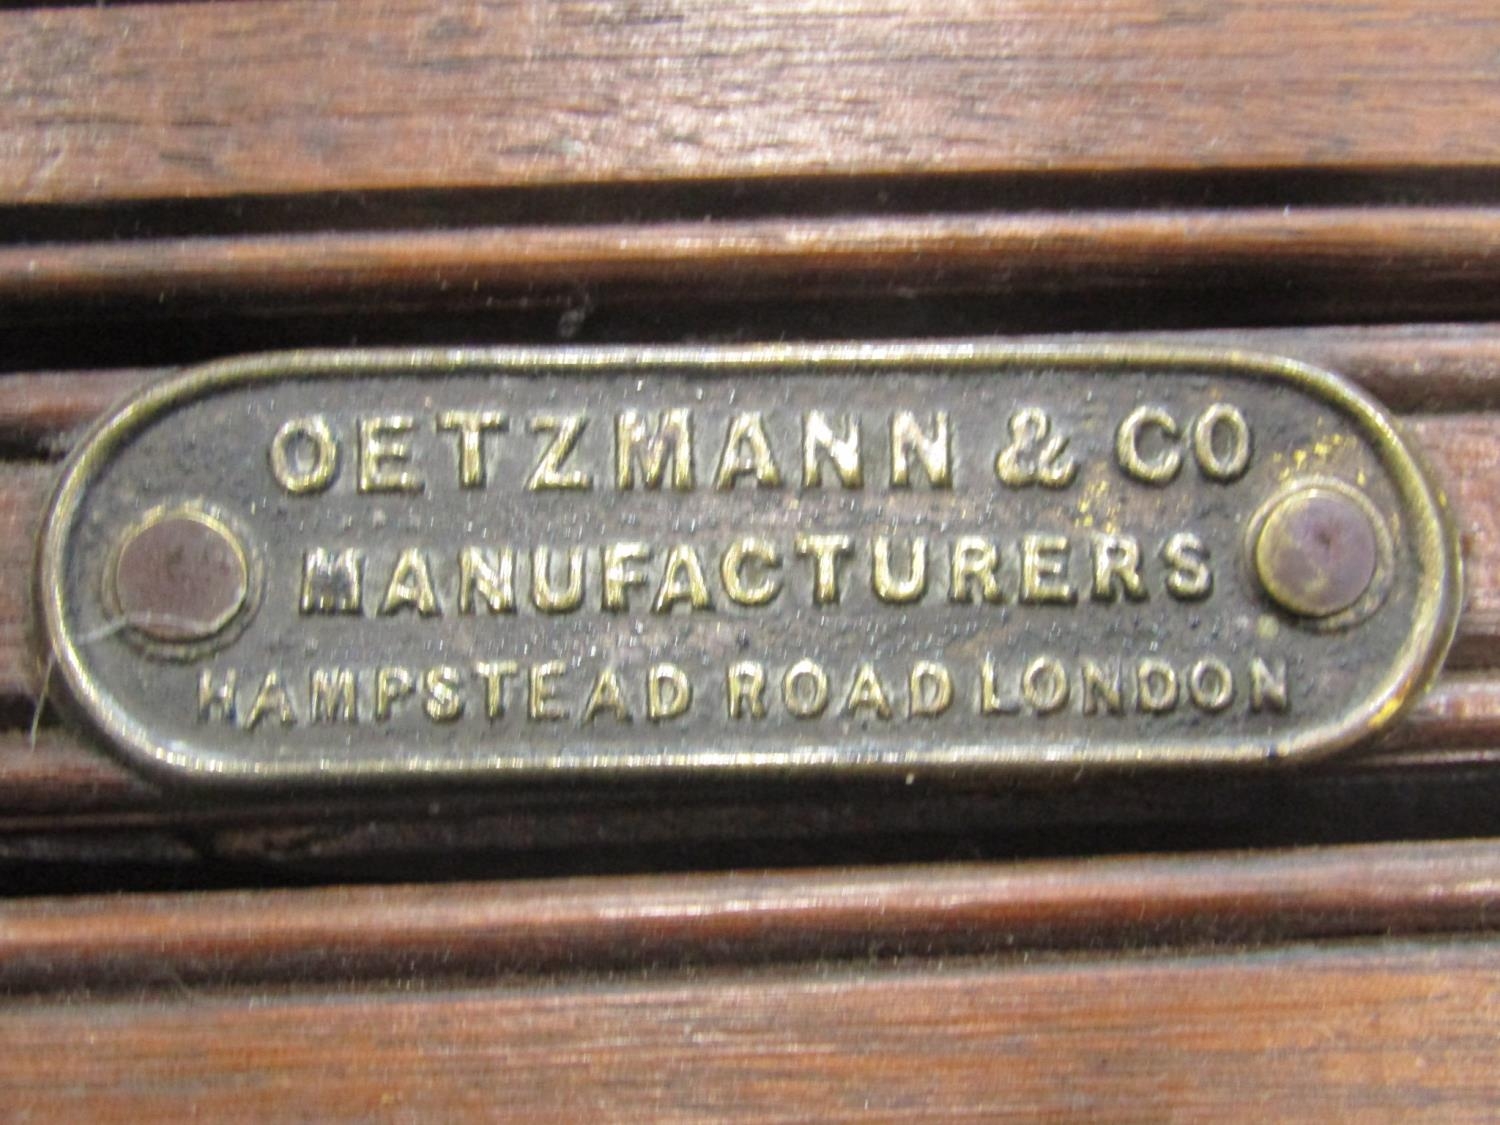 OETZMANN & CO
MANUFACTURERS
HAMPSTEAD ROAD LONDON